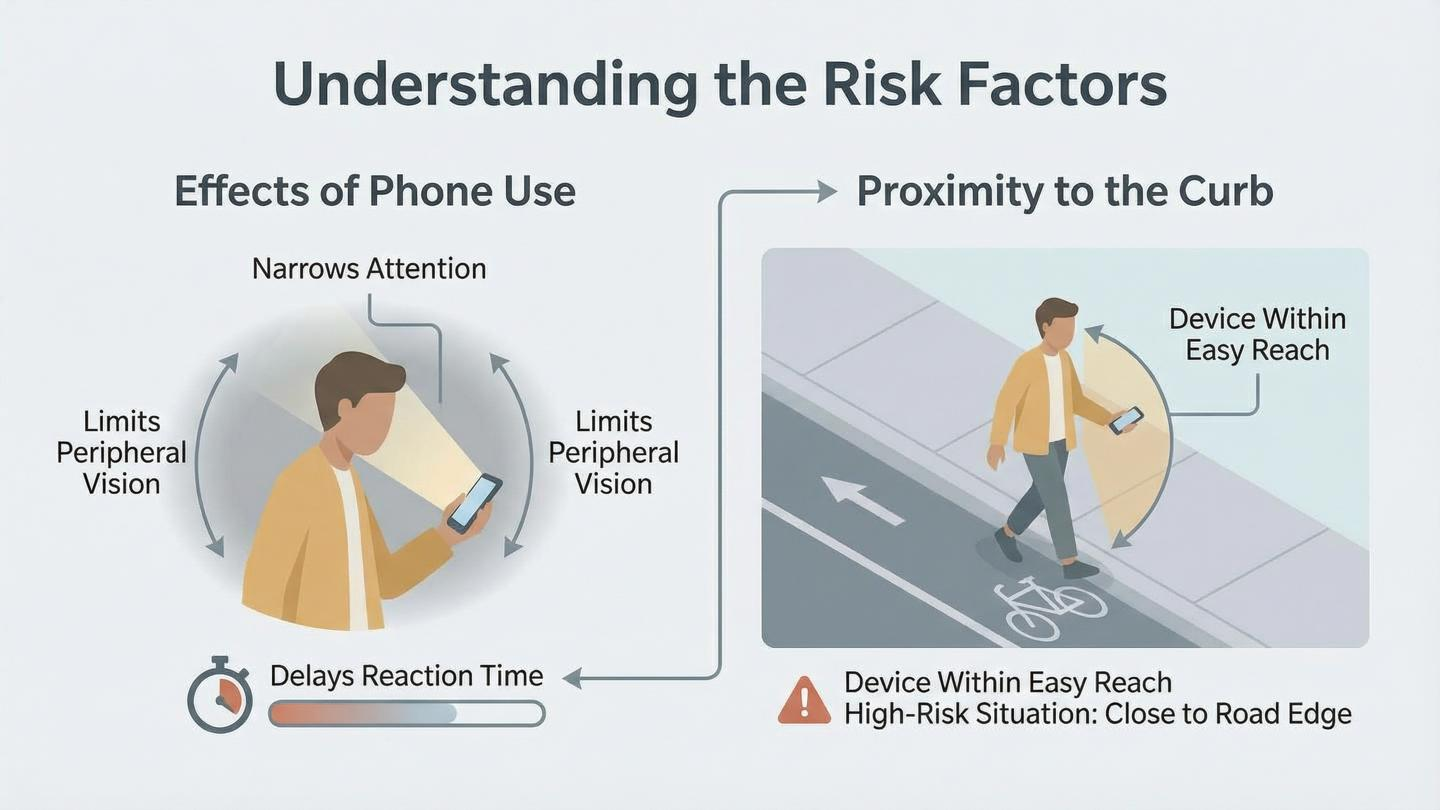 Understanding the Risk Factors
Effects of Phone Use
Narrows Attention
Limits
Peripheral
Vision
Limits
Peripheral
Vision
Delays Reaction Time
Proximity to the Curb
Device Within
Easy Reach
Device Within Easy Reach
High-Risk Situation: Close to Road Edge